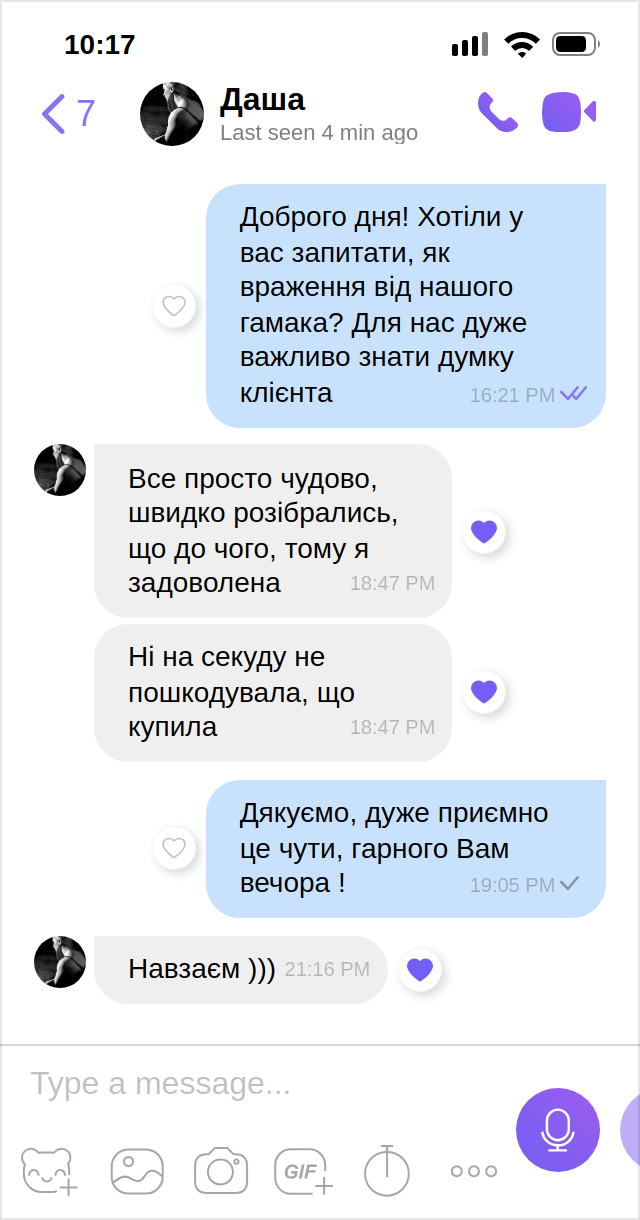 10:17
7
Даша
Last seen 4 min ago
Доброго дня! Хотіли у
вас запитати, як
враження від нашого
гамака? Для нас дуже
важливо знати думку
клієнта 16:21 PM
Все просто чудово,
швидко розібрались,
що до чого, тому я
задоволена 18:47 PM
Ні на секуду не
пошкодувала, що
купила 18:47 PM
Дякуємо, дуже приємно
це чути, гарного Вам
вечора ! 19:05 PM
Навзаєм ))) 21:16 PM
Type a message...
GIF